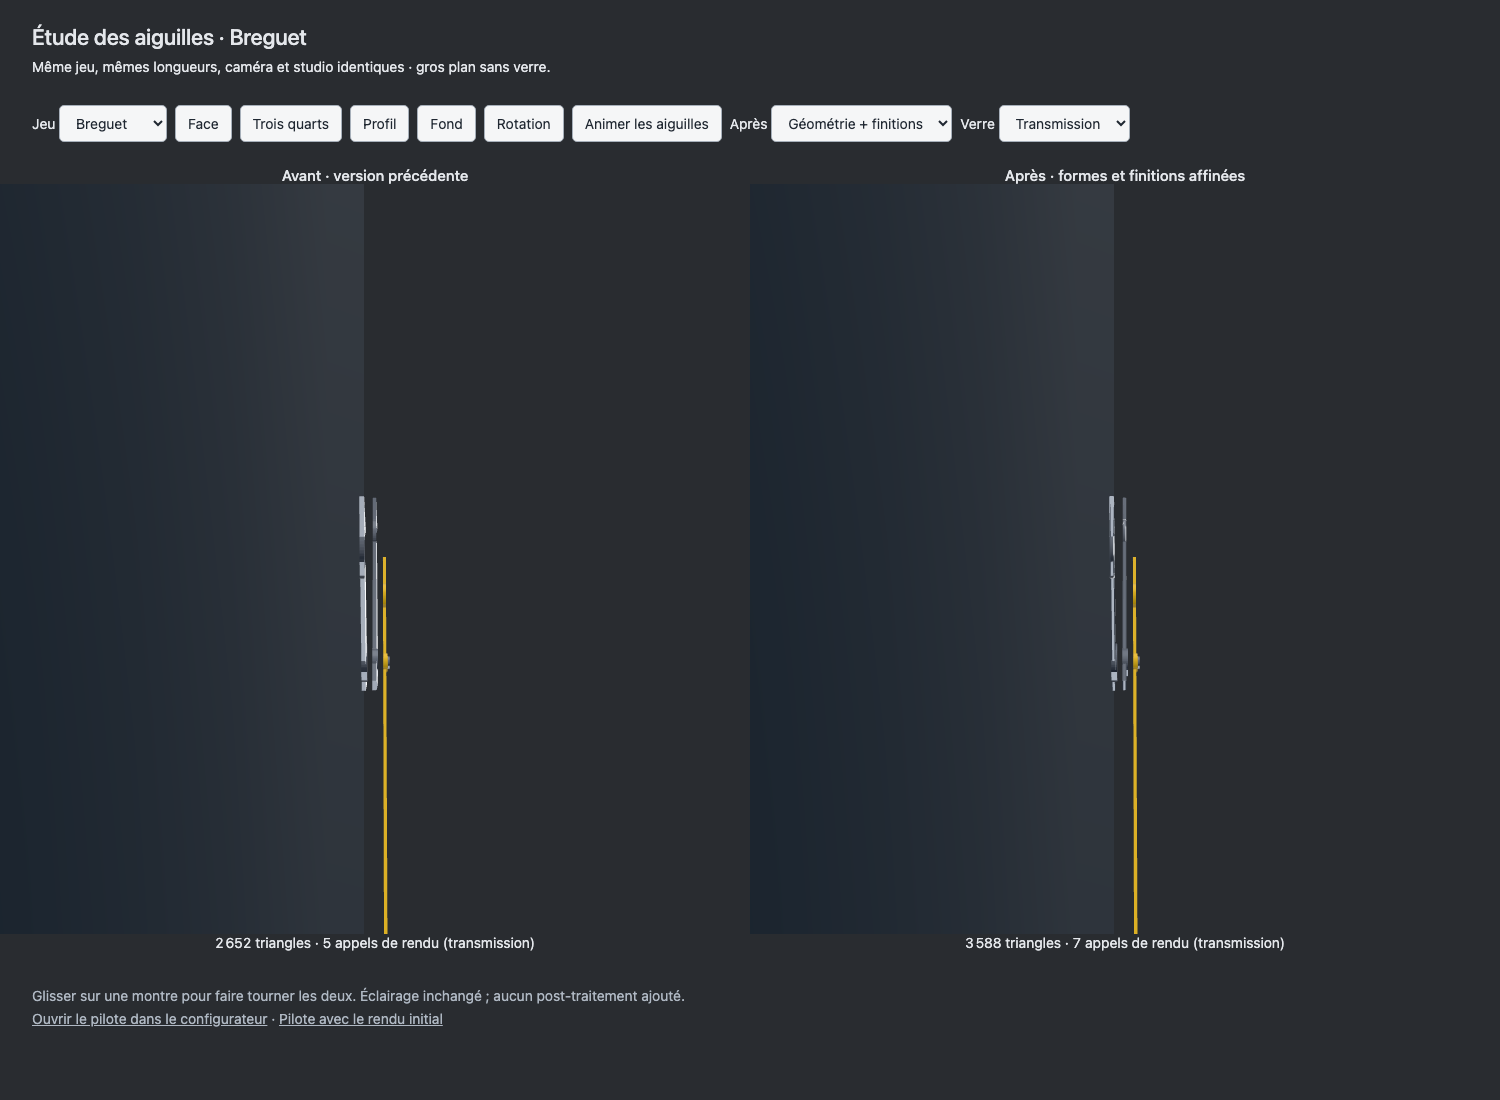 Étude des aiguilles · Breguet
Même jeu, mêmes longueurs, caméra et studio identiques · gros plan sans verre.
Jeu Breguet Face Trois quarts Profil Fond Rotation Animer les aiguilles Après Géométrie + finitions Verre Transmission
Avant · version précédente
Après · formes et finitions affinées
2 652 triangles · 5 appels de rendu (transmission)
3 588 triangles · 7 appels de rendu (transmission)
Glisser sur une montre pour faire tourner les deux. Éclairage inchangé ; aucun post-traitement ajouté.
Ouvrir le pilote dans le configurateur · Pilote avec le rendu initial